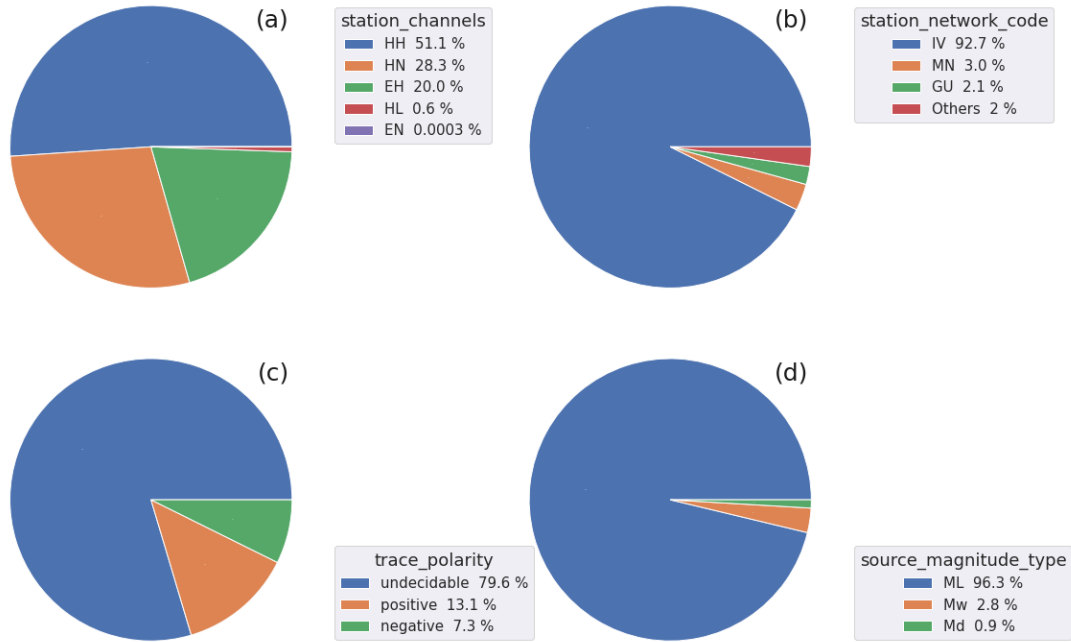 (a)
station_channels
HH 51.1 %
HN 28.3 %
EH 20.0 %
HL 0.6 %
EN 0.0003 %
(b)
station_network_code
IV 92.7 %
MN 3.0 %
GU 2.1 %
Others 2 %
(c)
trace_polarity
undecidable 79.6 %
positive 13.1 %
negative 7.3 %
(d)
source_magnitude_type
ML 96.3 %
Mw 2.8 %
Md 0.9 %